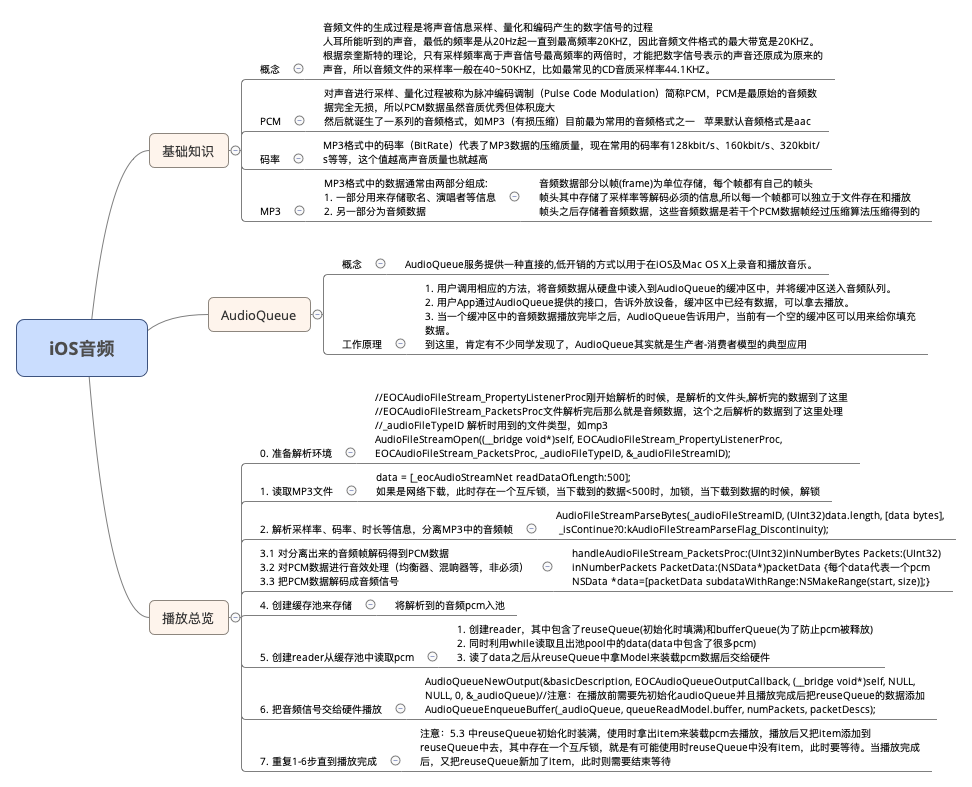 iOS音频
基础知识
概念
音频文件的生成过程是将声音信息采样、量化和编码产生的数字信号的过程
人耳所能听到的声音，最低的频率是从20Hz起一直到最高频率20KHZ，因此音频文件格式的最大带宽是20KHZ。
根据奈奎斯特的理论，只有采样频率高于声音信号最高频率的两倍时，才能把数字信号表示的声音还原成为原来的
声音，所以音频文件的采样率一般在40~50KHZ，比如最常见的CD音质采样率44.1KHZ。
PCM
对声音进行采样、量化过程被称为脉冲编码调制（Pulse Code Modulation）简称PCM，PCM是最原始的音频数
据完全无损，所以PCM数据虽然音质优秀但体积庞大
然后就诞生了一系列的音频格式，如MP3（有损压缩）目前最为常用的音频格式之一 苹果默认音频格式是aac
码率
MP3格式中的码率（BitRate）代表了MP3数据的压缩质量，现在常用的码率有128kbit/s、160kbit/s、320kbit/
s等等，这个值越高声音质量也就越高
MP3
MP3格式中的数据通常由两部分组成:
1. 一部分用来存储歌名、演唱者等信息
2. 另一部分为音频数据
音频数据部分以帧(frame)为单位存储，每个帧都有自己的帧头
帧头其中存储了采样率等解码必须的信息,所以每一个帧都可以独立于文件存在和播放
帧头之后存储着音频数据，这些音频数据是若干个PCM数据帧经过压缩算法压缩得到的
AudioQueue
概念
AudioQueue服务提供一种直接的,低开销的方式以用于在iOS及Mac OS X上录音和播放音乐。
工作原理
1. 用户调用相应的方法，将音频数据从硬盘中读入到AudioQueue的缓冲区中，并将缓冲区送入音频队列。
2. 用户App通过AudioQueue提供的接口，告诉外放设备，缓冲区中已经有数据，可以拿去播放。
3. 当一个缓冲区中的音频数据播放完毕之后，AudioQueue告诉用户，当前有一个空的缓冲区可以用来给你填充
数据。
到这里，肯定有不少同学发现了，AudioQueue其实就是生产者-消费者模型的典型应用
播放总览
0. 准备解析环境
//EOCAudioFileStream_PropertyListenerProc刚开始解析的时候，是解析的文件头,解析完的数据到了这里
//EOCAudioFileStream_PacketsProc文件解析完后那么就是音频数据，这个之后解析的数据到了这里处理
//_audioFileTypeID 解析时用到的文件类型，如mp3
AudioFileStreamOpen((__bridge void*)self, EOCAudioFileStream_PropertyListenerProc,
EOCAudioFileStream_PacketsProc, _audioFileTypeID, &_audioFileStreamID);
1. 读取MP3文件
data = [_eocAudioStreamNet readDataOfLength:500];
如果是网络下载，此时存在一个互斥锁，当下载到的数据<500时，加锁，当下载到数据的时候，解锁
2. 解析采样率、码率、时长等信息，分离MP3中的音频帧
AudioFileStreamParseBytes(_audioFileStreamID, (UInt32)data.length, [data bytes],
_isContinue?0:kAudioFileStreamParseFlag_Discontinuity);
3.1 对分离出来的音频帧解码得到PCM数据
3.2 对PCM数据进行音效处理（均衡器、混响器等，非必须）
3.3 把PCM数据解码成音频信号
handleAudioFileStream_PacketsProc:(UInt32)inNumberBytes Packets:(UInt32)
inNumberPackets PacketData:(NSData*)packetData {每个data代表一个pcm
NSData *data=[packetData subdataWithRange:NSMakeRange(start, size)];}
4. 创建缓存池来存储
将解析到的音频pcm入池
5. 创建reader从缓存池中读取pcm
1. 创建reader，其中包含了reuseQueue(初始化时填满)和bufferQueue(为了防止pcm被释放)
2. 同时利用while读取且出池pool中的data(data中包含了很多pcm)
3. 读了data之后从reuseQueue中拿Model来装载pcm数据后交给硬件
6. 把音频信号交给硬件播放
AudioQueueNewOutput(&basicDescription, EOCAudioQueueOutputCallback, (__bridge void*)self, NULL,
NULL, 0, &_audioQueue)//注意：在播放前需要先初始化audioQueue并且播放完成后把reuseQueue的数据添加
AudioQueueEnqueueBuffer(_audioQueue, queueReadModel.buffer, numPackets, packetDescs);
7. 重复1-6步直到播放完成
注意：5.3 中reuseQueue初始化时装满，使用时拿出item来装载pcm去播放，播放后又把item添加到
reuseQueue中去，其中存在一个互斥锁，就是有可能使用时reuseQueue中没有item，此时要等待。当播放完成
后，又把reuseQueue新加了item，此时则需要结束等待